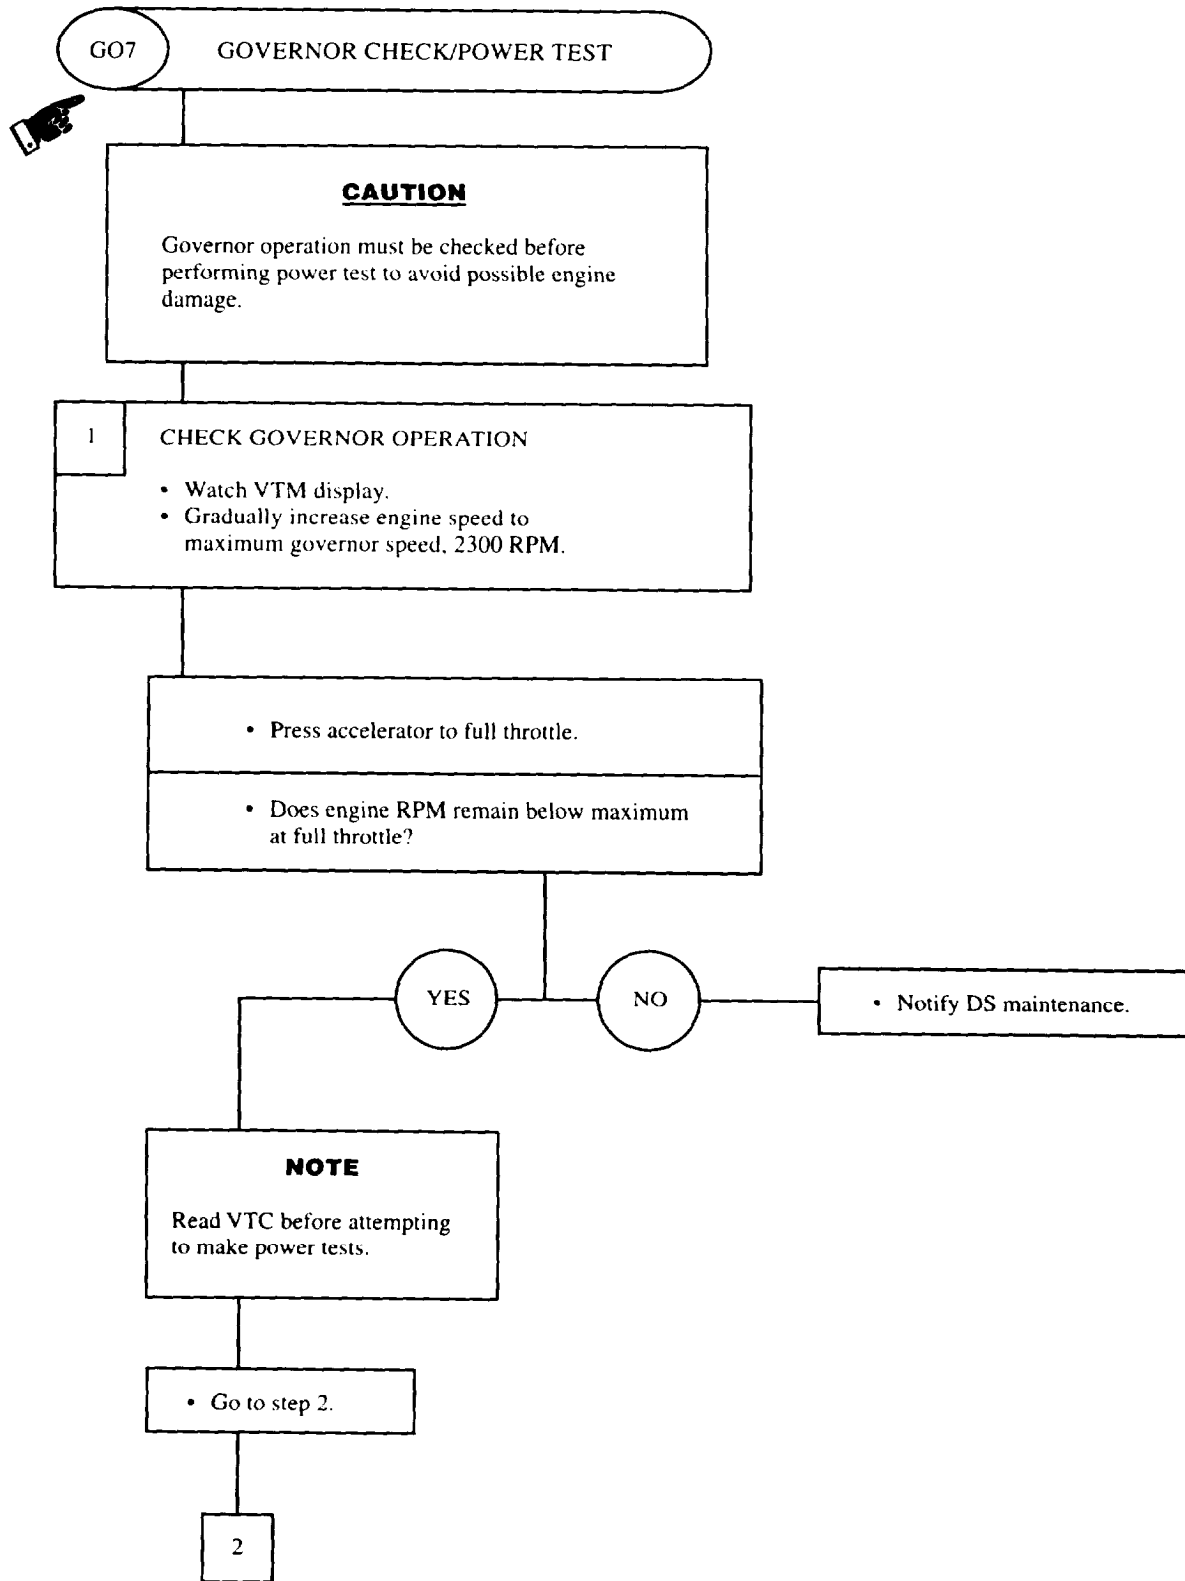 GO7
GOVERNOR CHECK/POWER TEST
CAUTION
Governor operation must be checked before
performing power test to avoid possible engine
damage.
1
CHECK GOVERNOR OPERATION
• Watch VTM display.
• Gradually increase engine speed to
maximum governor speed, 2300 RPM.
• Press accelerator to full throttle.
• Does engine RPM remain below maximum
at full throttle?
YES
NO
• Notify DS maintenance.
NOTE
Read VTC before attempting
to make power tests.
• Go to step 2.
2